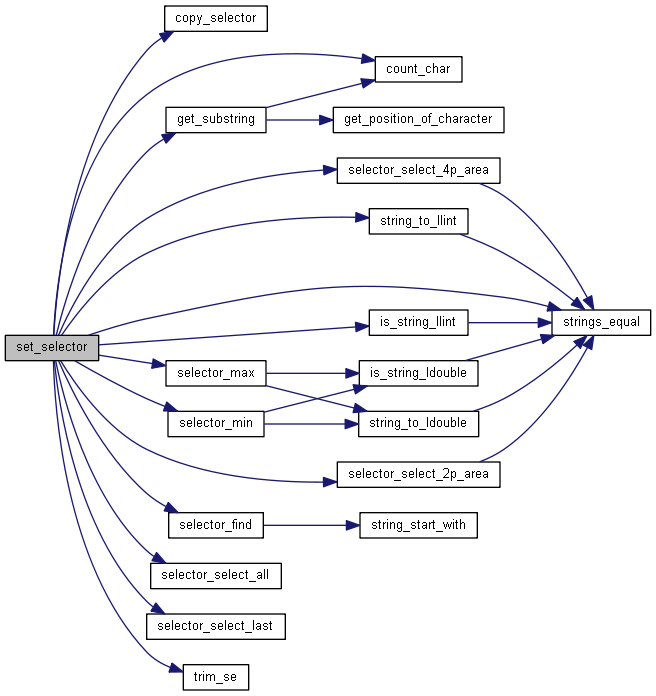 copy_selector
count_char
get_substring
get_position_of_character
selector_select_4p_area
string_to_llint
is_string_llint
strings_equal
set_selector
selector_max
is_string_ldouble
selector_min
string_to_ldouble
selector_select_2p_area
selector_find
string_start_with
selector_select_all
selector_select_last
trim_se